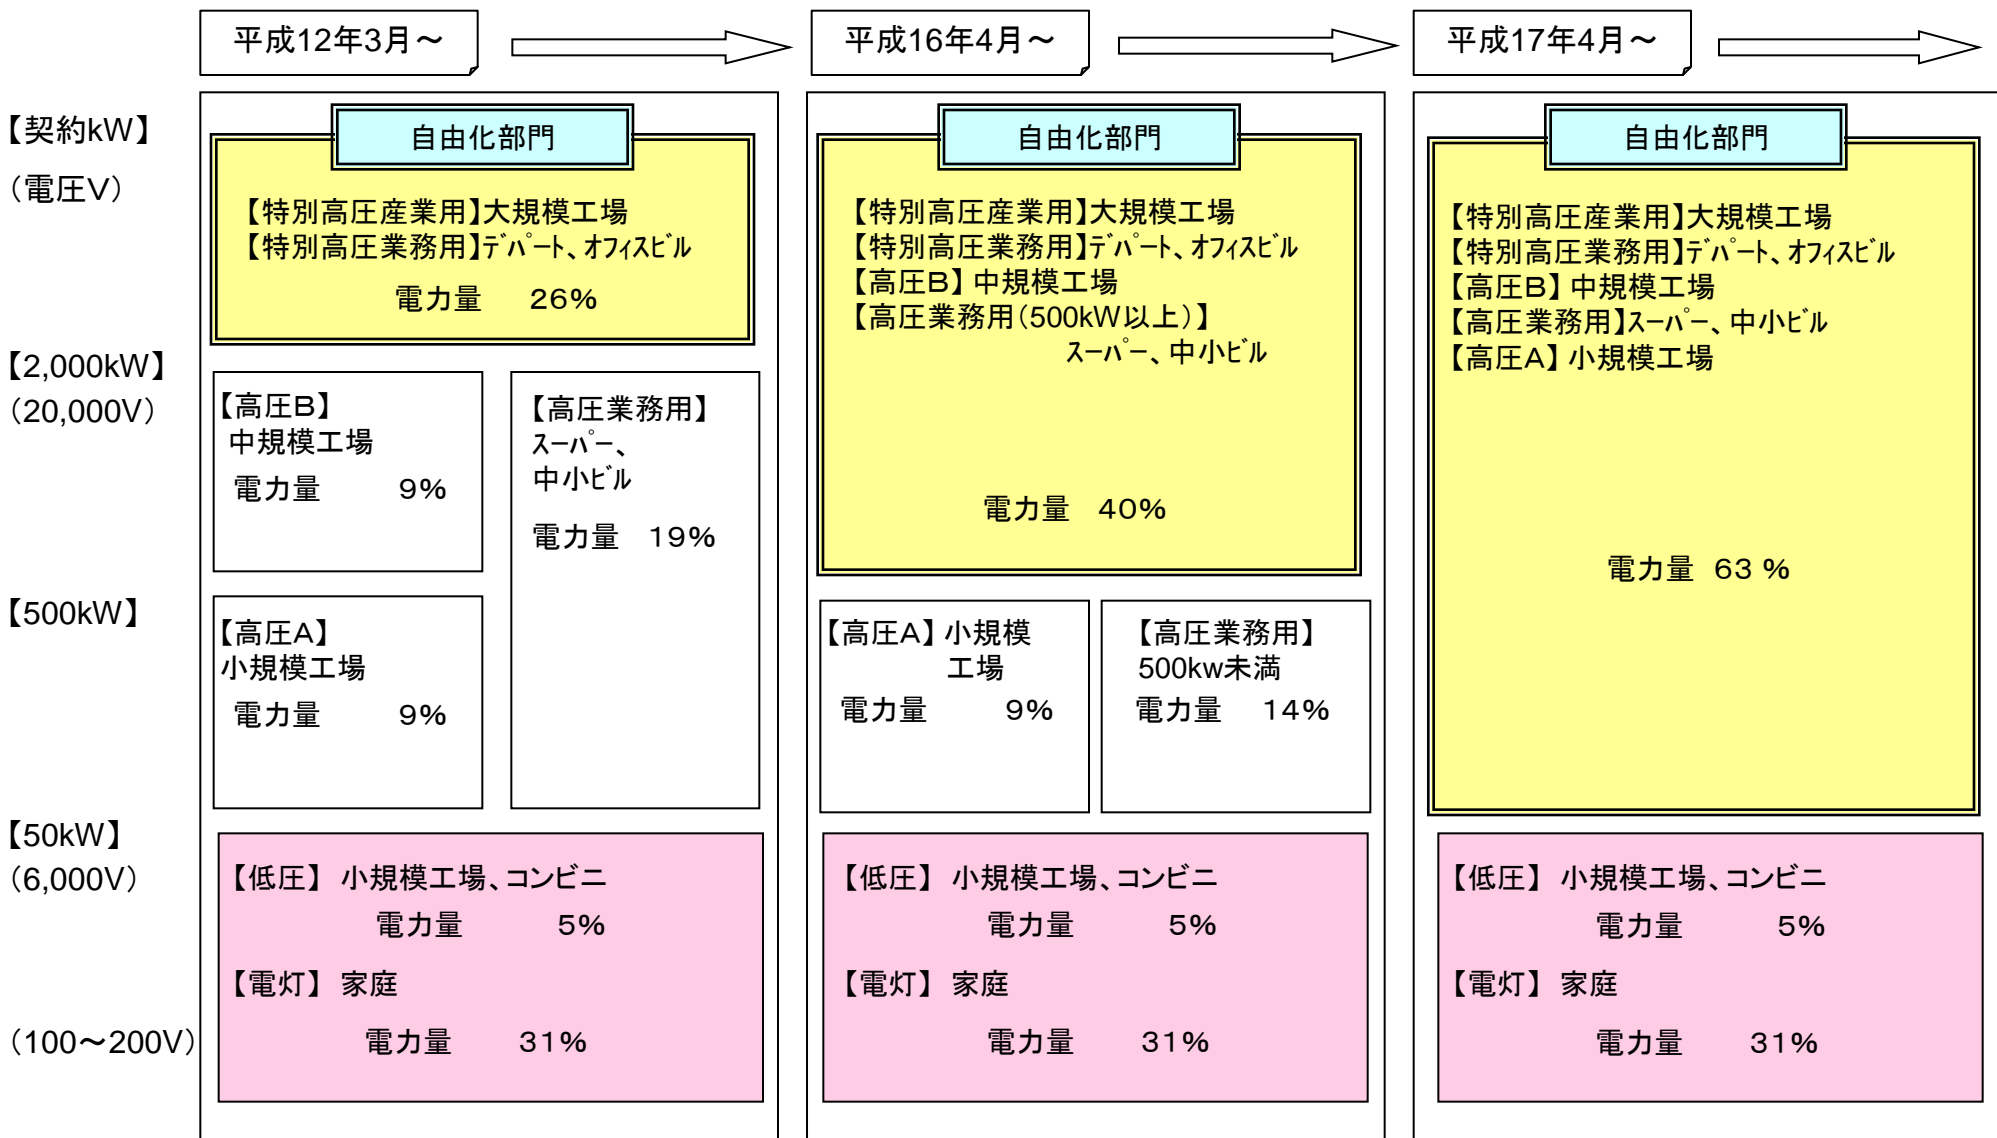 平成12年3月～
平成16年4月～
平成17年4月～
【契約kW】
（電圧V）
【2,000kW】
（20,000V）
【500kW】
【50kW】
（6,000V）
（100～200V）
自由化部門
【特別高圧産業用】大規模工場
【特別高圧業務用】ﾃﾞﾊﾟｰﾄ、ｵﾌｨｽﾋﾞﾙ
電力量 26%
【高圧B】
中規模工場
電力量 9%
【高圧業務用】
ｽｰﾊﾟｰ、
中小ﾋﾞﾙ
電力量 19%
【高圧A】
小規模工場
電力量 9%
【低圧】 小規模工場、コンビニ
電力量 5%
【電灯】 家庭
電力量 31%
自由化部門
【特別高圧産業用】大規模工場
【特別高圧業務用】ﾃﾞﾊﾟｰﾄ、ｵﾌｨｽﾋﾞﾙ
【高圧B】 中規模工場
【高圧業務用（500kW以上）】
ｽｰﾊﾟｰ、中小ﾋﾞﾙ
電力量 40%
【高圧A】 小規模
工場
電力量 9%
【高圧業務用】
500kw未満
電力量 14%
【低圧】 小規模工場、コンビニ
電力量 5%
【電灯】 家庭
電力量 31%
自由化部門
【特別高圧産業用】大規模工場
【特別高圧業務用】ﾃﾞﾊﾟｰﾄ、ｵﾌｨｽﾋﾞﾙ
【高圧B】 中規模工場
【高圧業務用】ｽｰﾊﾟｰ、中小ﾋﾞﾙ
【高圧A】 小規模工場
電力量 63 %
【低圧】 小規模工場、コンビニ
電力量 5%
【電灯】 家庭
電力量 31%